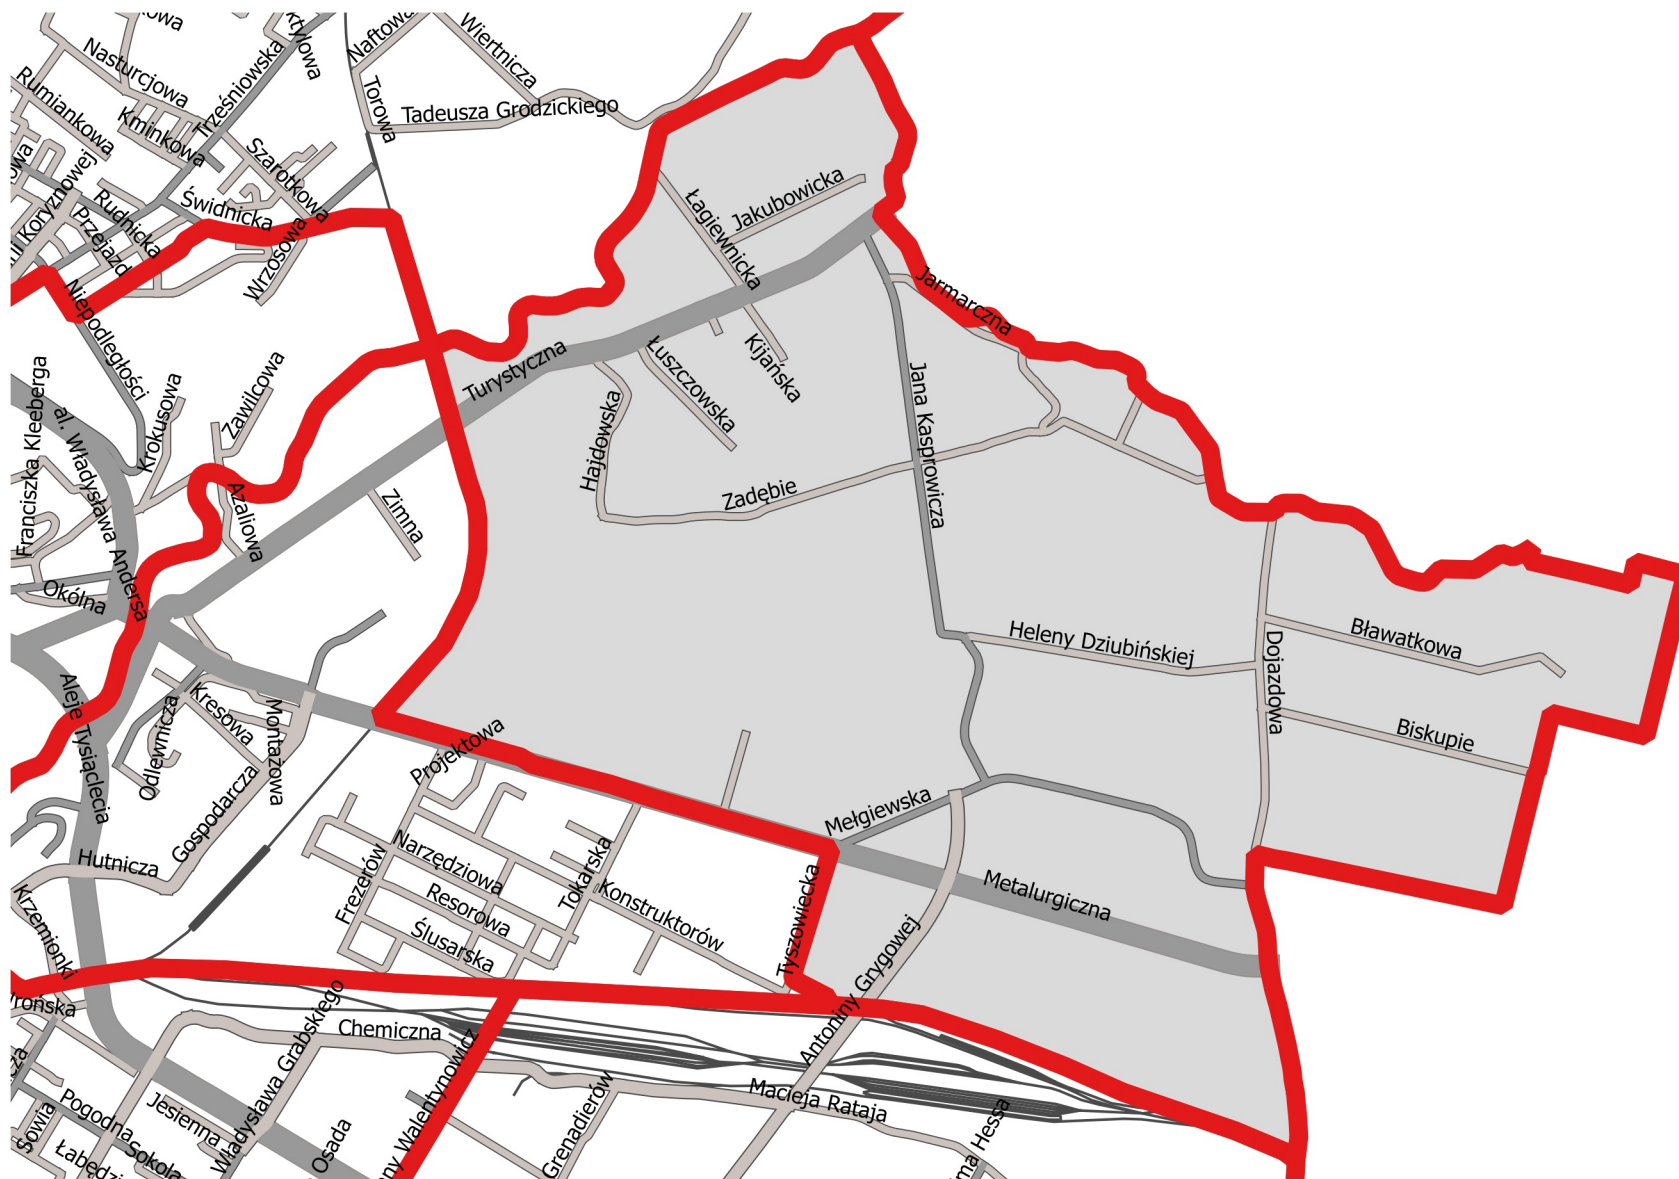 Naftowa
Wiertnicza
Nasturcjowa
Trześniowska
Rumiankowa
Kminkowa
Torowa
Tadeusza Grodzickiego
Szarotkowa
Świdnicka
Rudnicka
Przejazd
Wrzosowa
Łagiewnicka
Jakubowicka
Niepodległości
Jarmarczna
Turystyczna
Łuszczowska
Kijańska
Jana Kasprowicza
Hajdowska
Zadębie
Franciszka Kleeberga
al. Władysława Andersa
Krokusowa
Zawilcowa
Azaliowa
Zimna
Okólna
Heleny Dziubińskiej
Dojazdowa
Bławatkowa
Biskupie
Aleje Tysiąclecia
Odlewnicza
Kresowa
Montażowa
Gospodarcza
Hutnicza
Krzemionki
Projektowa
Mełgiewska
Metalurgiczna
Frezerów
Narzędziowa
Resorowa
Ślusarska
Tokarska
Konstruktorów
Tyszowiecka
Antoniny Grygowej
Chemiczna
Władysława Grabskiego
Macieja Rataja
Grenadierów
Pogodna
Jesienna
Sowia
Osada